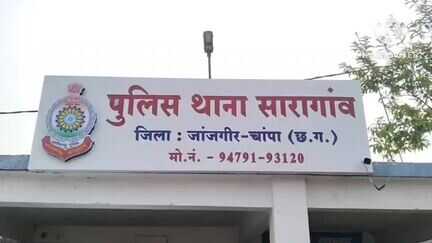 पुलिस थाना सारागांव
जिला : जांजगीर-चांपा (छ.ग.)
मो.नं. - 94791-93120